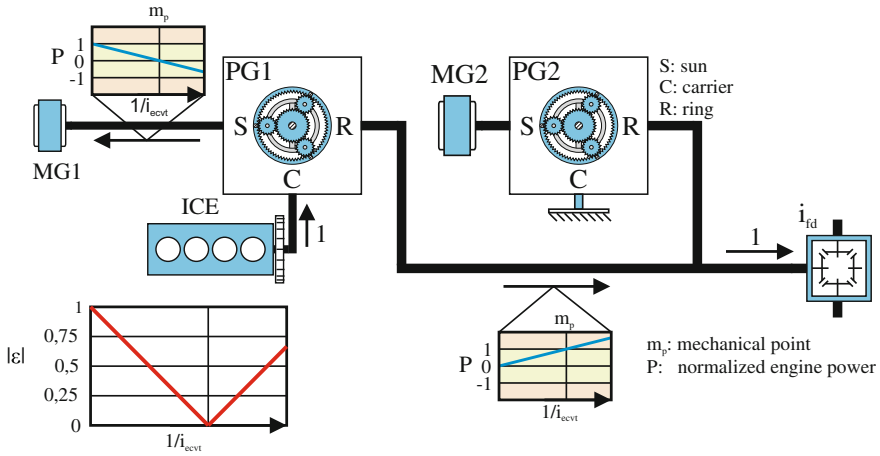 m_p
P
1
0
-1
1/i_ecvt
MG1
PG1
S
R
C
ICE
1
MG2
PG2
S
R
C
S: sun
C: carrier
R: ring
1
i_fd
|ε|
1
0,75
0,5
0,25
0
1/i_ecvt
m_p
P
1
0
-1
1/i_ecvt
m_p: mechanical point
P: normalized engine power